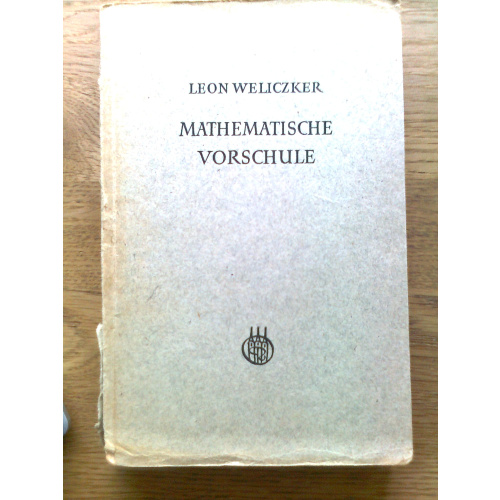 LEON WELICZKER
MATHEMATISCHE
VORSCHULE